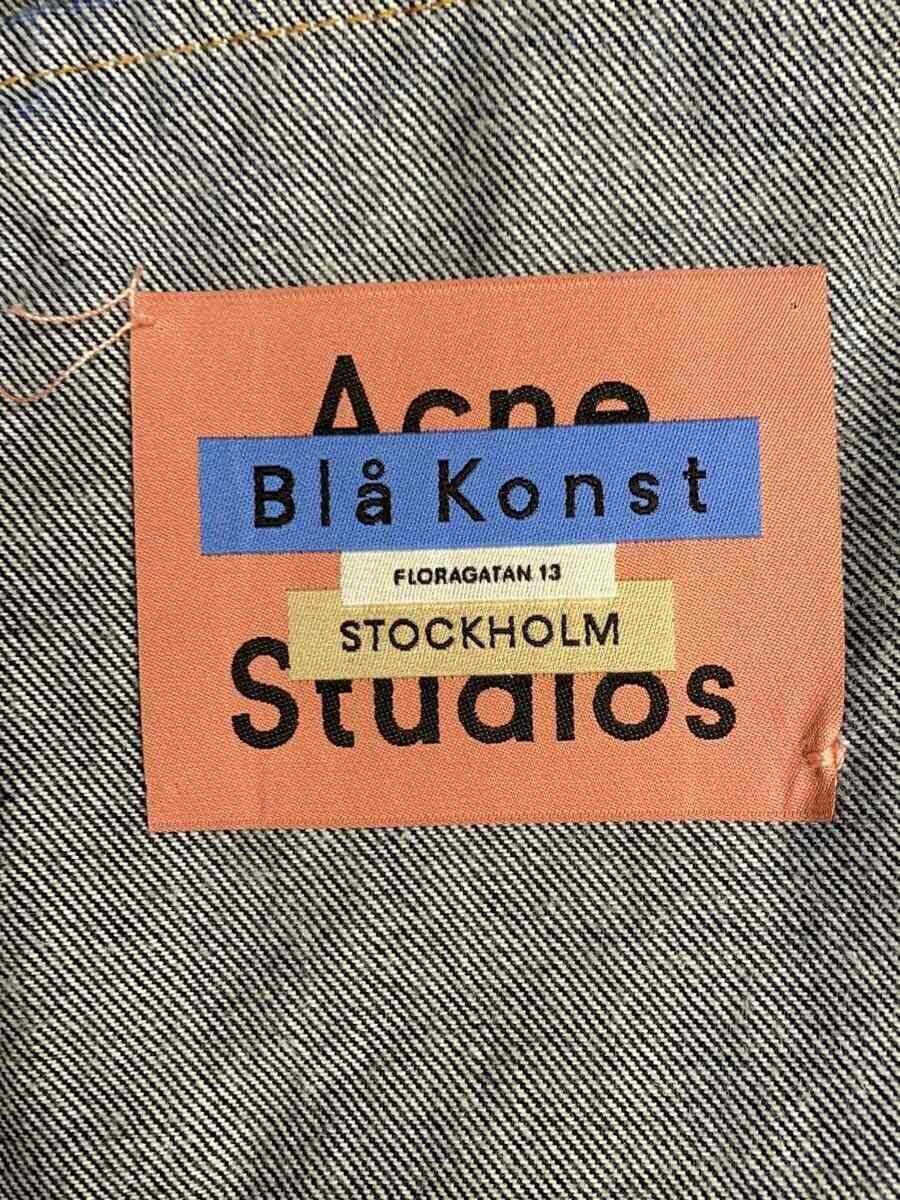 Acne
Blå Konst
FLORAGATAN 13
STOCKHOLM
Studios